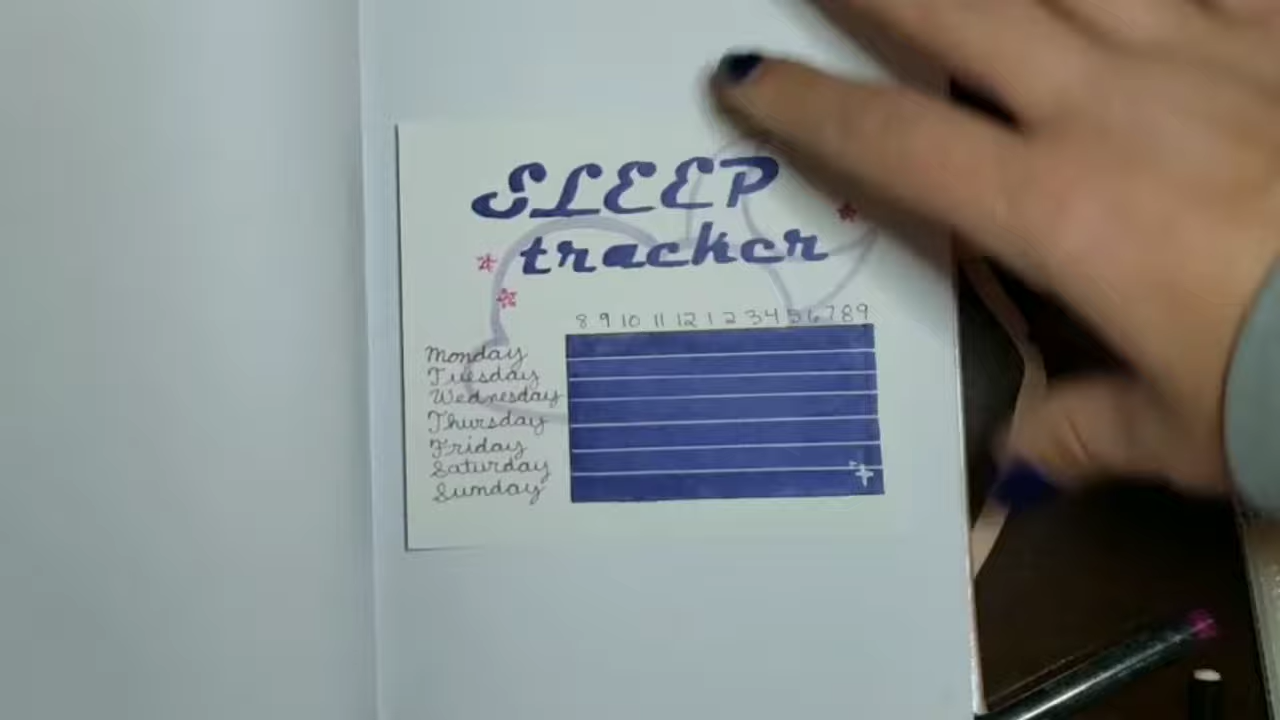 SLEEP
tracker
8 9 10 11 12 1 2 3 4 5 6 7 8 9
Monday
Tuesday
Wednesday
Thursday
Friday
Saturday
Sunday